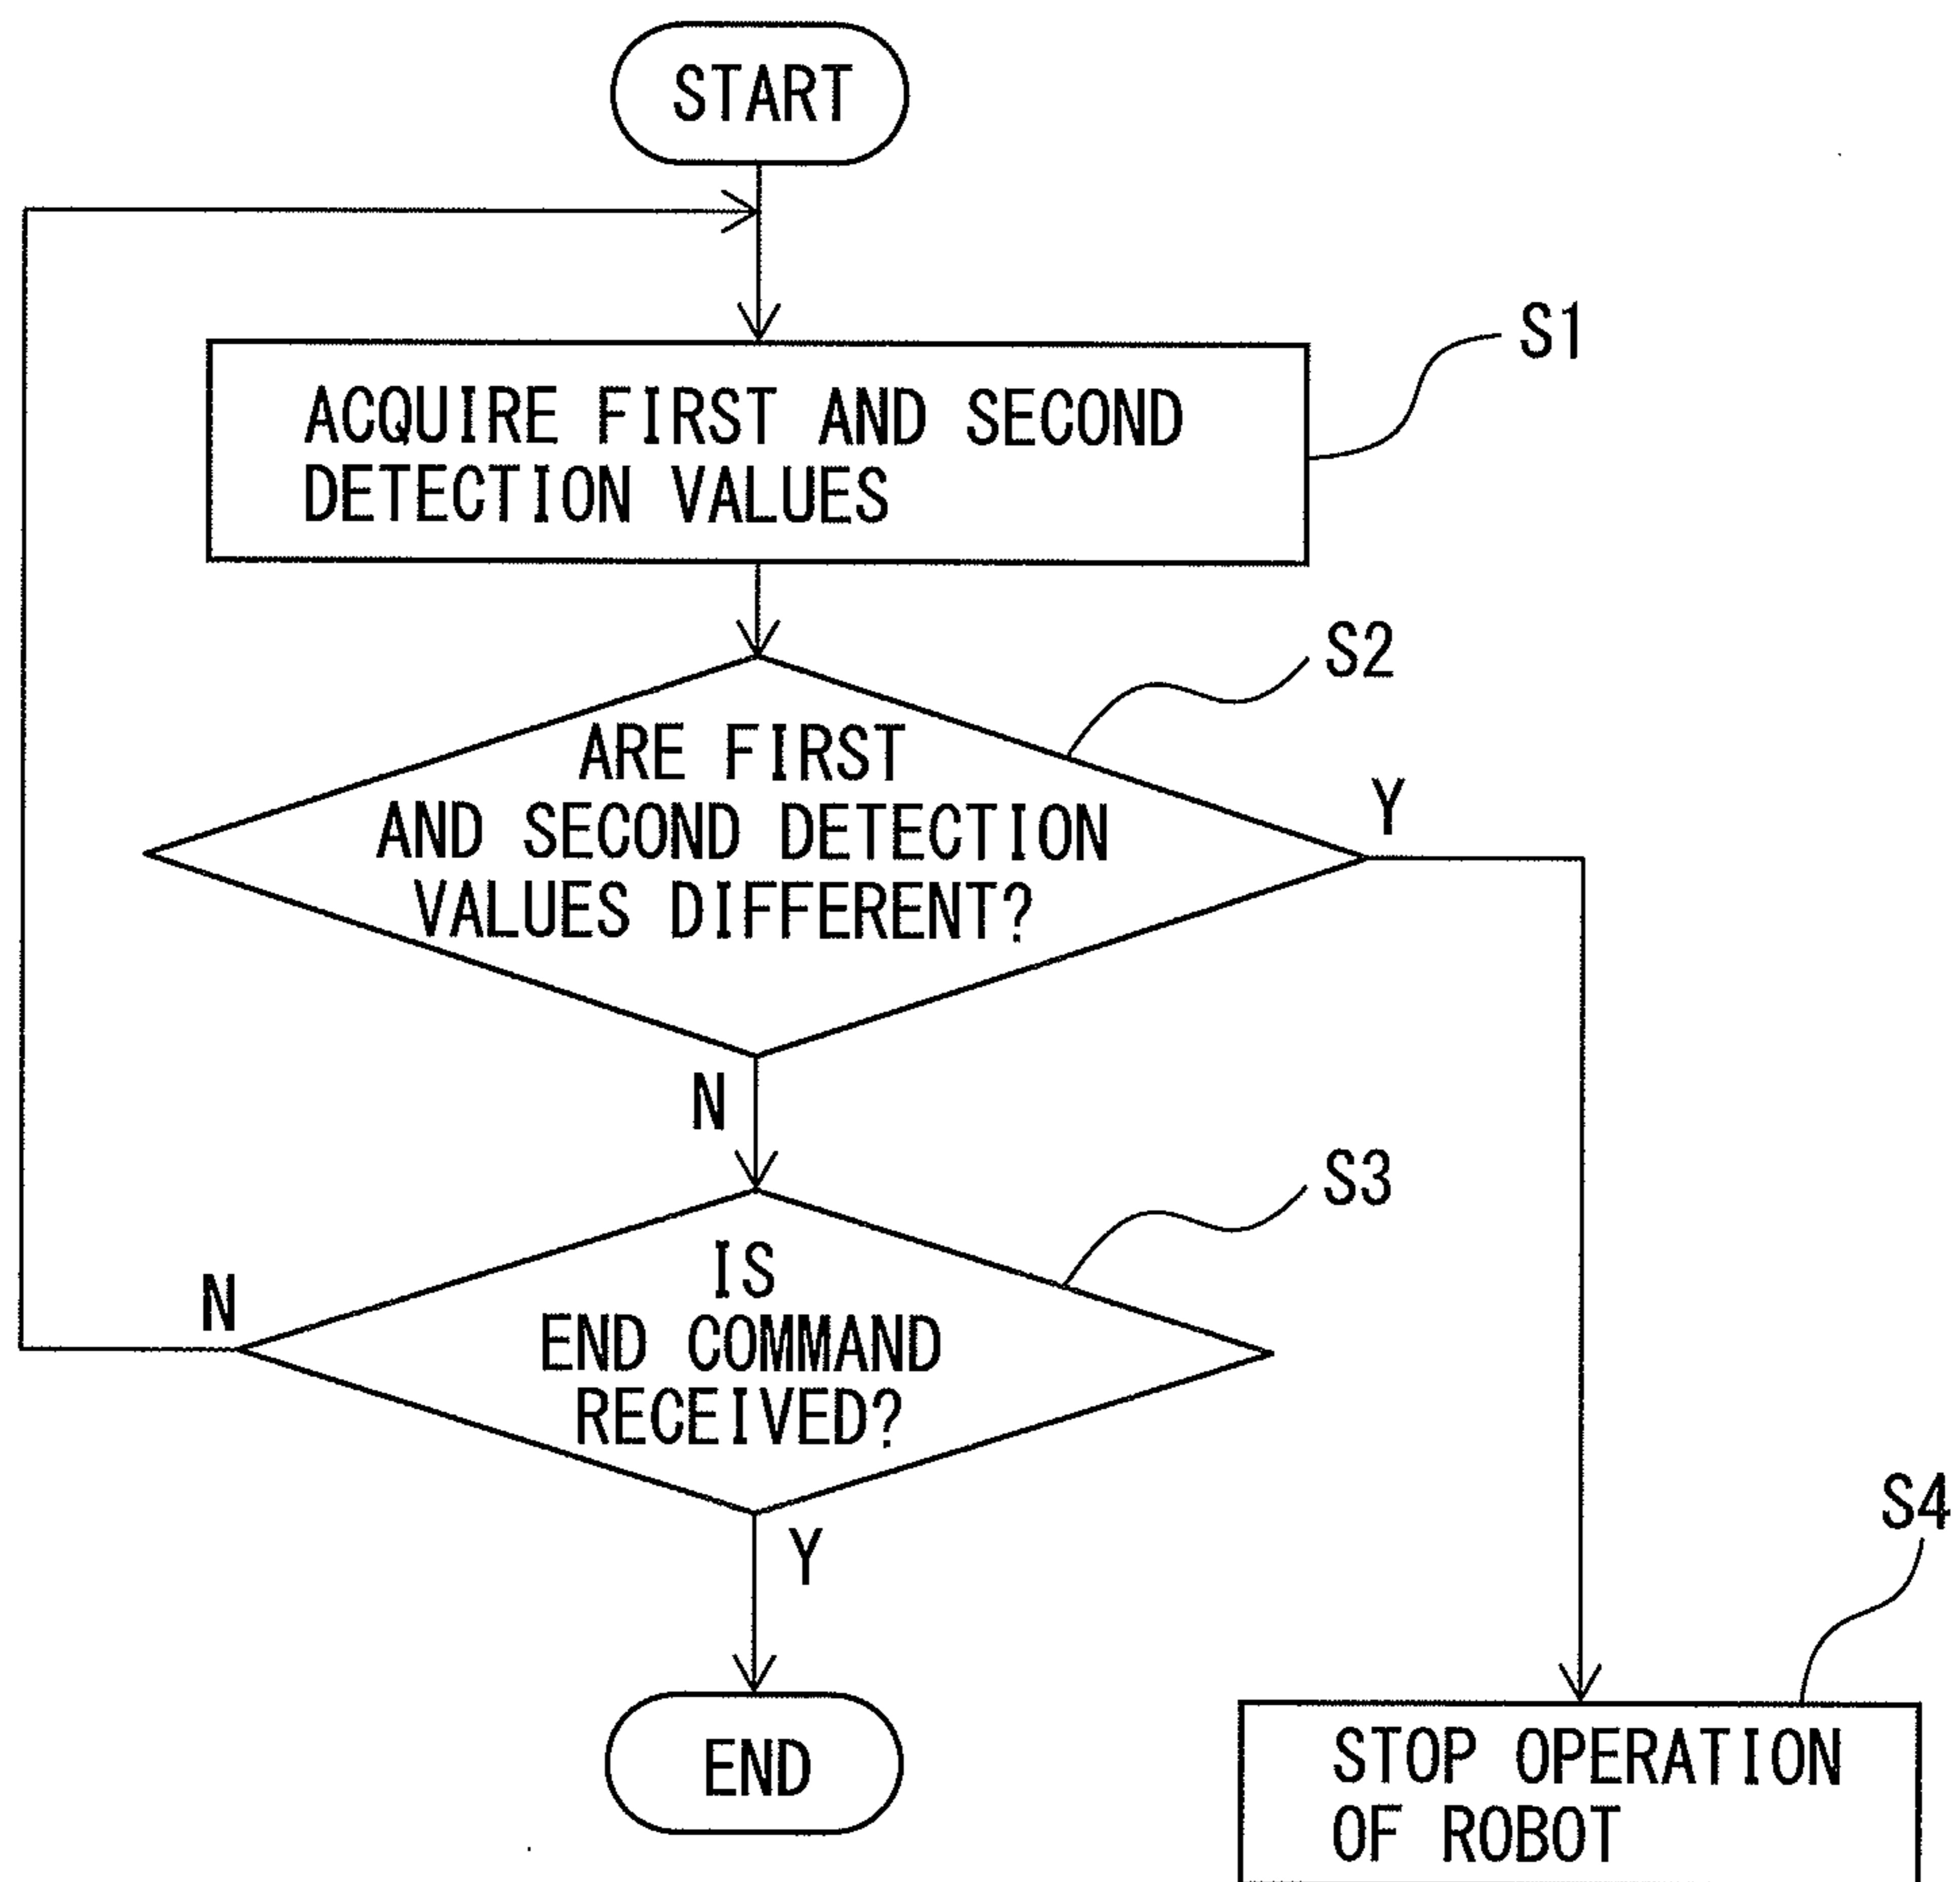 START
S1
ACQUIRE FIRST AND SECOND
DETECTION VALUES
S2
ARE FIRST
AND SECOND DETECTION
VALUES DIFFERENT?
Y
N
S3
IS
END COMMAND
RECEIVED?
N
Y
S4
END
STOP OPERATION
OF ROBOT